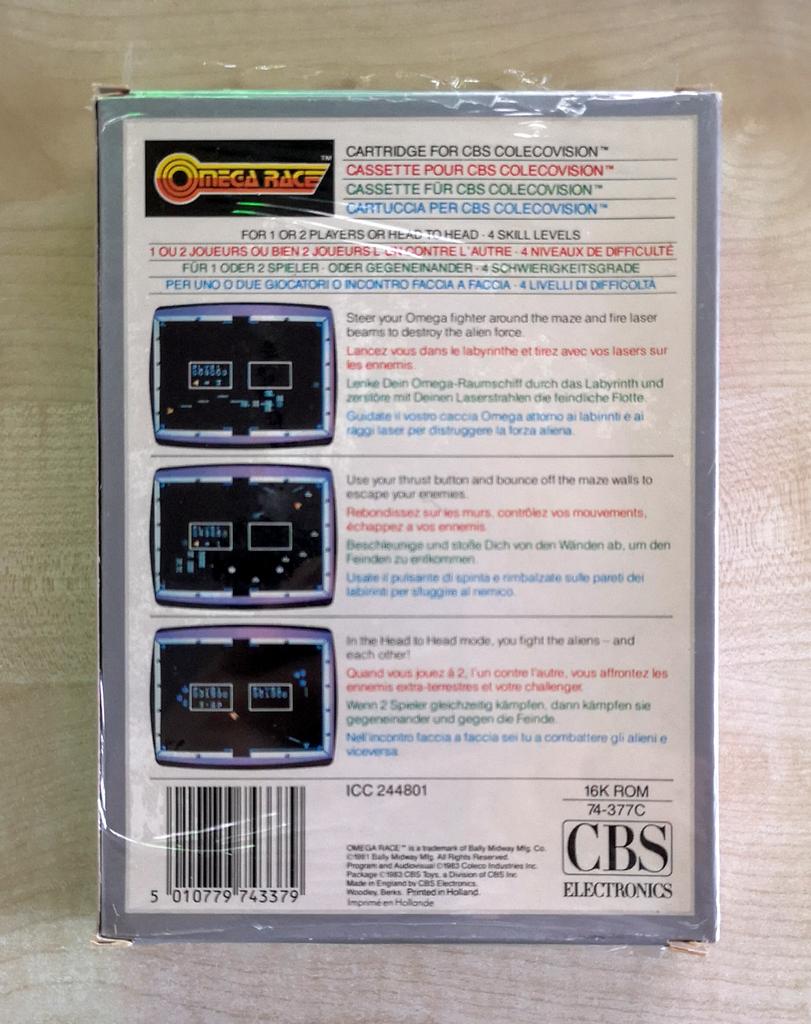 OMEGA RACE™
CARTRIDGE FOR CBS COLECOVISION™
CASSETTE POUR CBS COLECOVISION™
CASSETTE FÜR CBS COLECOVISION™
CARTUCCIA PER CBS COLECOVISION™
FOR 1 OR 2 PLAYERS OR HEAD TO HEAD · 4 SKILL LEVELS
1 OU 2 JOUEURS OU BIEN 2 JOUEURS L'UN CONTRE L'AUTRE · 4 NIVEAUX DE DIFFICULTÉ
FÜR 1 ODER 2 SPIELER · ODER GEGENEINANDER · 4 SCHWIERIGKEITSGRADE
PER UNO O DUE GIOCATORI O INCONTRO FACCIA A FACCIA · 4 LIVELLI DI DIFFICOLTÀ
Steer your Omega fighter around the maze and fire laser
beams to destroy the alien force.
Lancez vous dans le labyrinthe et tirez avec vos lasers sur
les ennemis.
Lenke Dein Omega-Raumschiff durch das Labyrinth und
zerstöre mit Deinen Laserstrahlen die feindliche Flotte.
Guidate il vostro caccia Omega attorno ai labirinti e ai
raggi laser per distruggere la forza aliena.
Use your thrust button and bounce off the maze walls to
escape your enemies.
Rebondissez sur les murs, contrôlez vos mouvements,
échappez a vos ennemis.
Beschleunige und stoße Dich von den Wänden ab, um den
Feinden zu entkommen.
Usate il pulsante di spinta e rimbalzate sulle pareti dei
labirinti per sfuggire al nemico.
In the Head to Head mode, you fight the aliens – and
each other!
Quand vous jouez à 2, l'un contre l'autre, vous affrontez les
ennemis extra-terrestres et votre challenger.
Wenn 2 Spieler gleichzeitig kämpfen, dann kämpfen sie
gegeneinander und gegen die Feinde.
Nell'incontro faccia a faccia sei tu a combattere gli alieni e
viceversa.
ICC 244801
16K ROM
74-377C
OMEGA RACE™ is a trademark of Bally Midway Mfg. Co.
©1981 Bally Midway Mfg. All Rights Reserved.
Program and Audiovisual ©1983 Coleco Industries Inc.
Package ©1983 CBS Toys, a Division of CBS Inc.
Made in England by CBS Electronics,
Woodley, Berks. Printed in Holland.
Imprimé en Hollande
CBS
ELECTRONICS
5 010779 743379